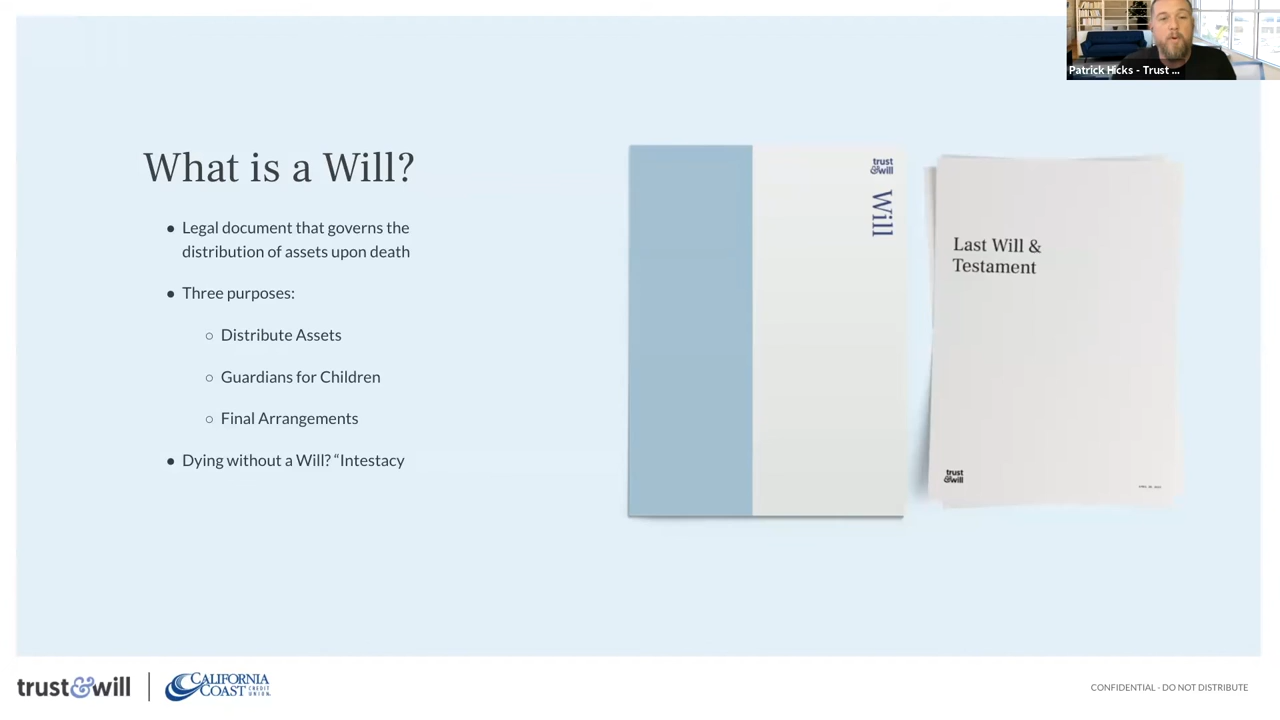 Patrick Hicks - Trust ...
What is a Will?
● Legal document that governs the
distribution of assets upon death
● Three purposes:
○ Distribute Assets
○ Guardians for Children
○ Final Arrangements
● Dying without a Will? “Intestacy
trust
&will
Will
Last Will &
Testament
trust
&will
trust&will
CALIFORNIA
COAST CREDIT
UNION
CONFIDENTIAL - DO NOT DISTRIBUTE